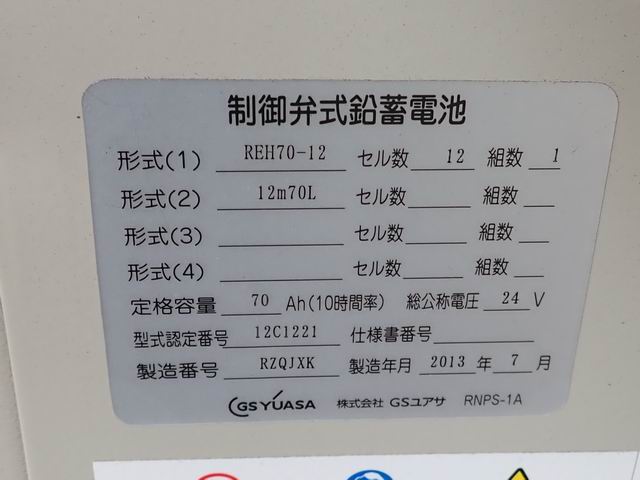 制御弁式鉛蓄電池
形式(1) REH70-12 セル数 12 組数 1
形式(2) 12m70L セル数 組数
形式(3) セル数 組数
形式(4) セル数 組数
定格容量 70 Ah(10時間率) 総公称電圧 24 V
型式認定番号 12C1221 仕様書番号
製造番号 RZQJXK 製造年月 2013 年 7 月
GS YUASA 株式会社 GSユアサ RNPS-1A